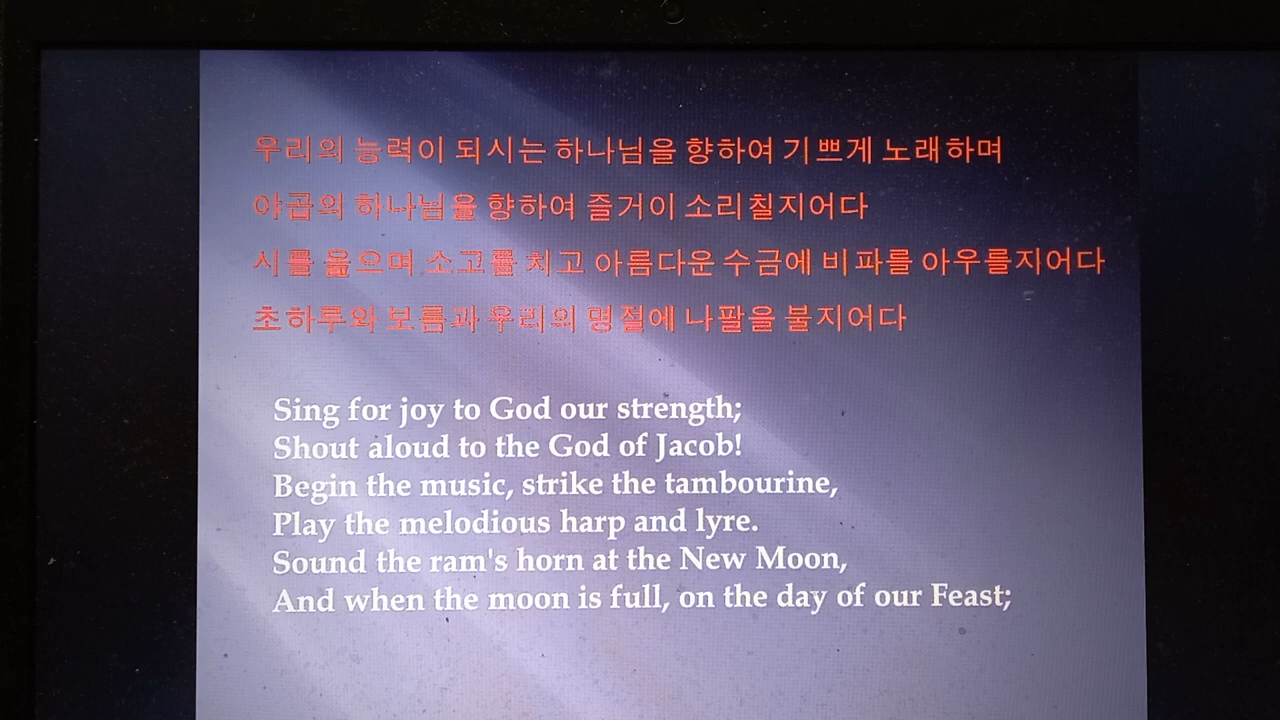 우리의 능력이 되시는 하나님을 향하여 기쁘게 노래하며
야곱의 하나님을 향하여 즐거이 소리칠지어다
시를 읊으며 소고를 치고 아름다운 수금에 비파를 아우를지어다
초하루와 보름과 우리의 명절에 나팔을 불지어다
Sing for joy to God our strength;
Shout aloud to the God of Jacob!
Begin the music, strike the tambourine,
Play the melodious harp and lyre.
Sound the ram's horn at the New Moon,
And when the moon is full, on the day of our Feast;